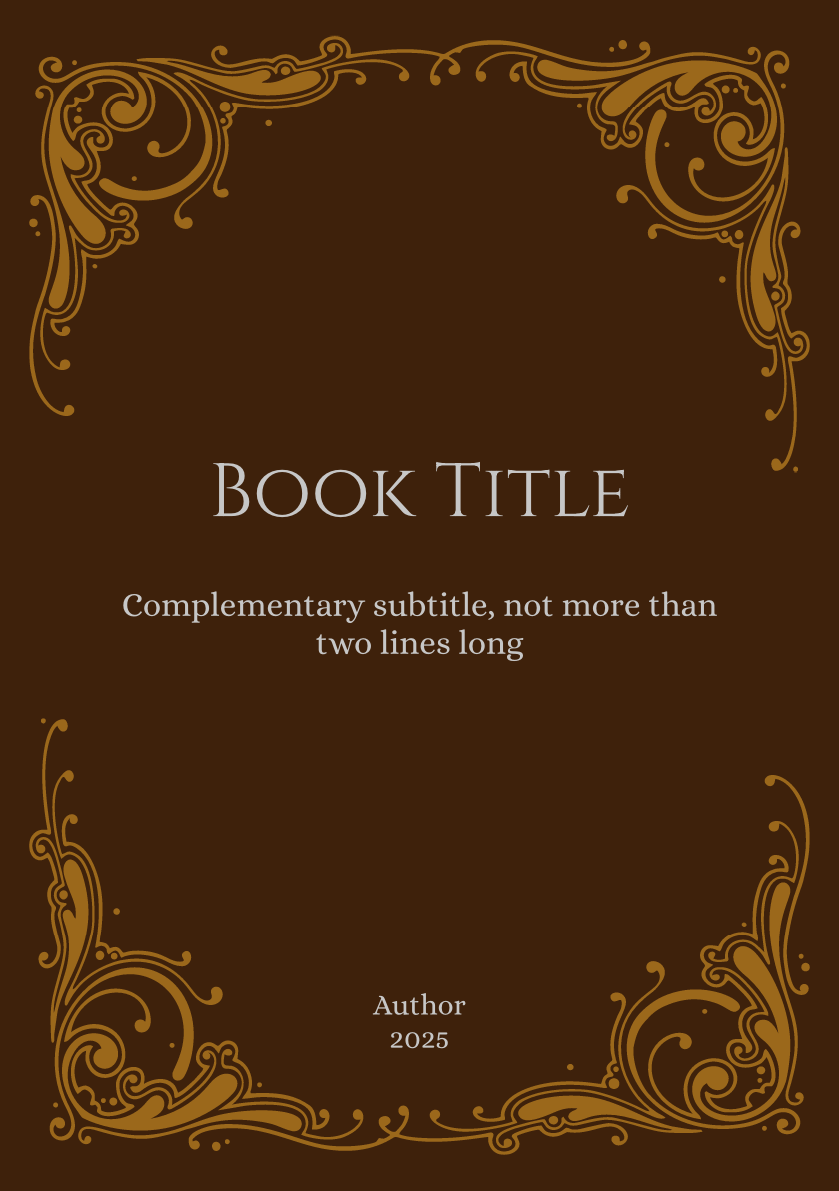 Book Title
Complementary subtitle, not more than
two lines long
Author
2025